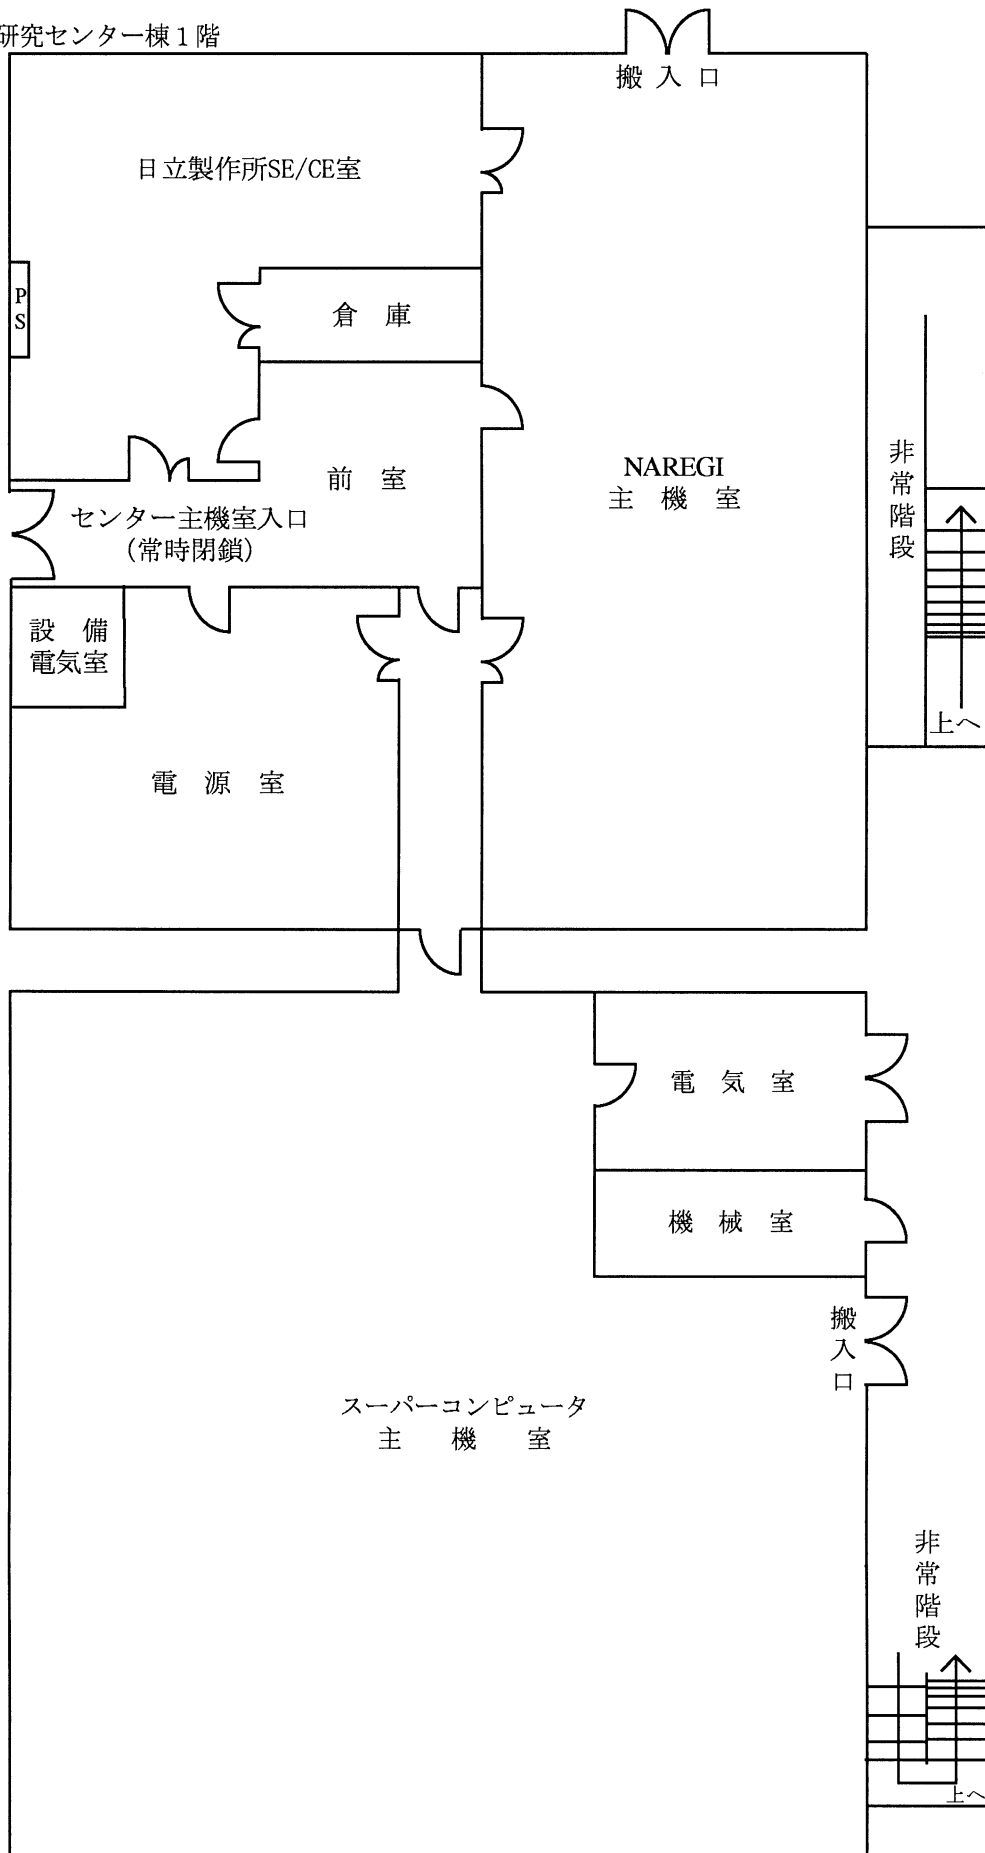 研究センター棟1階
搬入口
日立製作所SE/CE室
PS
倉庫
前室
NAREGI
主機室
非常階段
センター主機室入口
(常時閉鎖)
設備
電気室
上へ
電源室
電気室
機械室
搬入口
スーパーコンピュータ
主機室
非常階段
上へ